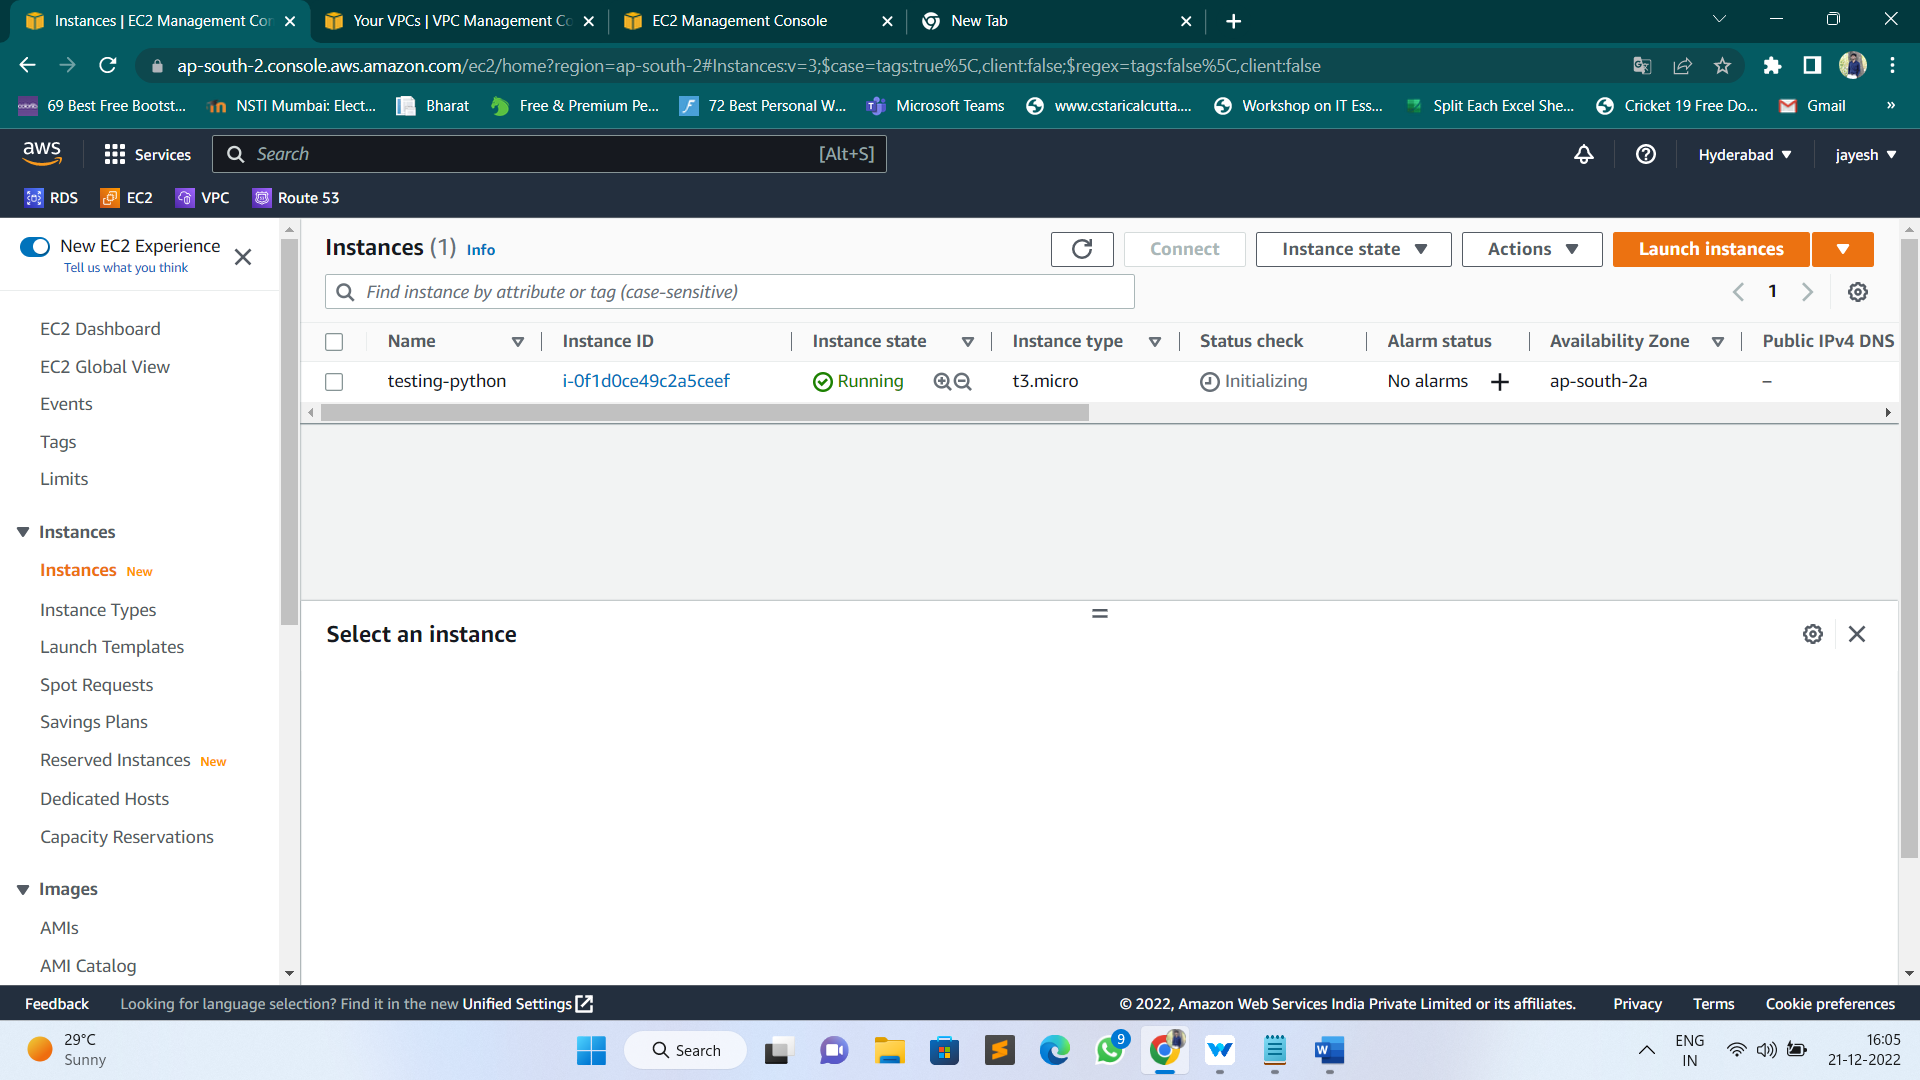 Instances | EC2 Management Con
Your VPCs | VPC Management Co
EC2 Management Console
New Tab
ap-south-2.console.aws.amazon.com/ec2/home?region=ap-south-2#Instances:v=3;$case=tags:true%5C,client:false;$regex=tags:false%5C,client:false
69 Best Free Bootst...
NSTI Mumbai: Elect...
Bharat
Free & Premium Pe...
72 Best Personal W...
Microsoft Teams
www.cstaricalcutta....
Workshop on IT Ess...
Split Each Excel She...
Cricket 19 Free Do...
Gmail
»
aws
Services
Search
[Alt+S]
Hyderabad
jayesh
RDS
EC2
VPC
Route 53
New EC2 Experience
Tell us what you think
EC2 Dashboard
EC2 Global View
Events
Tags
Limits
Instances
Instances New
Instance Types
Launch Templates
Spot Requests
Savings Plans
Reserved Instances New
Dedicated Hosts
Capacity Reservations
Images
AMIs
AMI Catalog
Instances (1) Info
Connect
Instance state
Actions
Launch instances
Find instance by attribute or tag (case-sensitive)
1
Name
Instance ID
Instance state
Instance type
Status check
Alarm status
Availability Zone
Public IPv4 DNS
testing-python
i-0f1d0ce49c2a5ceef
Running
t3.micro
Initializing
No alarms
ap-south-2a
–
Select an instance
Feedback
Looking for language selection? Find it in the new Unified Settings
© 2022, Amazon Web Services India Private Limited or its affiliates.
Privacy
Terms
Cookie preferences
29°C
Sunny
Search
9
ENG
IN
16:05
21-12-2022